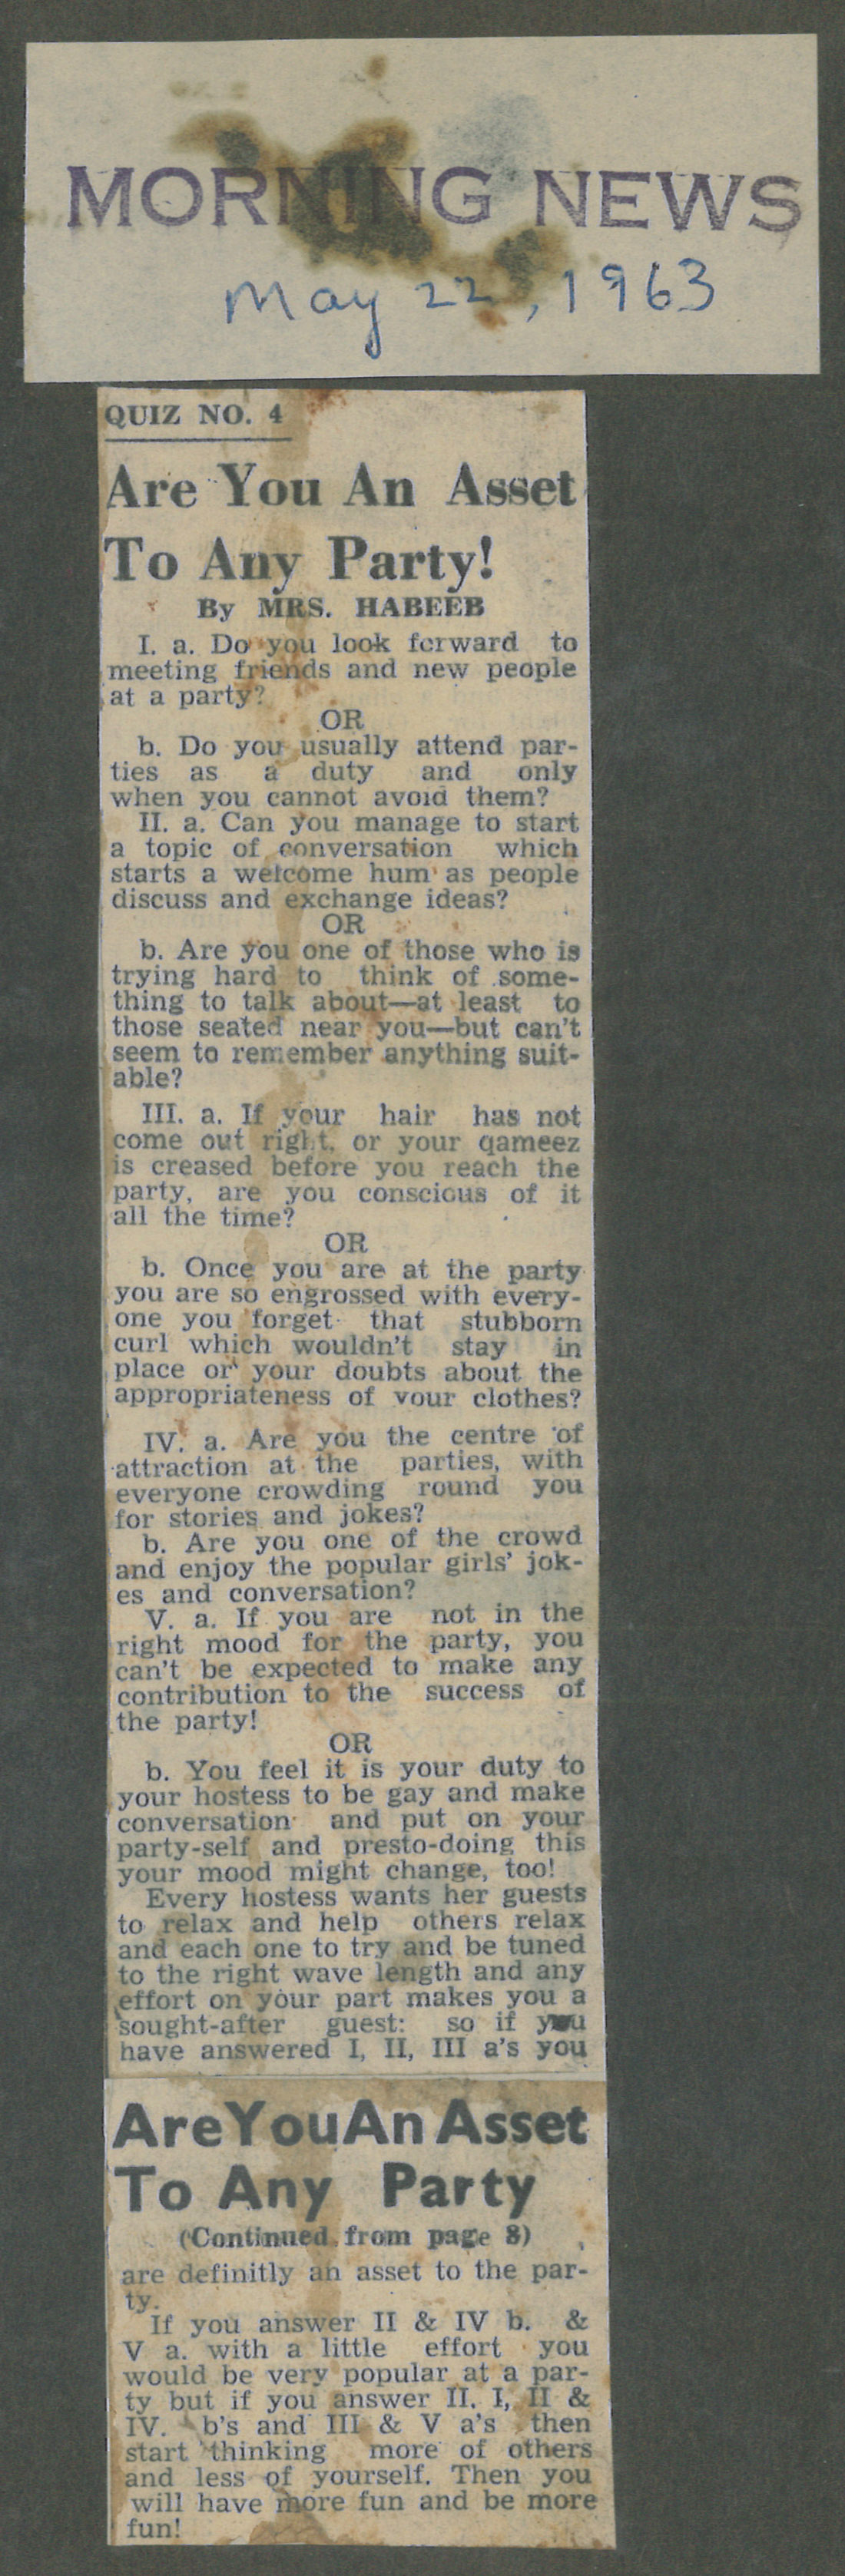 MORNING NEWS
May 22, 1963
QUIZ NO. 4
Are You An Asset
To Any Party!
By MRS. HABEEB
I. a. Do you look forward to
meeting friends and new people
at a party?
OR
b. Do you usually attend par-
ties as a duty and only
when you cannot avoid them?
II. a. Can you manage to start
a topic of conversation which
starts a welcome hum as people
discuss and exchange ideas?
OR
b. Are you one of those who is
trying hard to think of some-
thing to talk about—at least to
those seated near you—but can't
seem to remember anything suit-
able?
III. a. If your hair has not
come out right, or your qameez
is creased before you reach the
party, are you conscious of it
all the time?
OR
b. Once you are at the party
you are so engrossed with every-
one you forget that stubborn
curl which wouldn't stay in
place or your doubts about the
appropriateness of your clothes?
IV. a. Are you the centre of
attraction at the parties, with
everyone crowding round you
for stories and jokes?
b. Are you one of the crowd
and enjoy the popular girls' jok-
es and conversation?
V. a. If you are not in the
right mood for the party, you
can't be expected to make any
contribution to the success of
the party!
OR
b. You feel it is your duty to
your hostess to be gay and make
conversation and put on your
party-self and presto-doing this
your mood might change, too!
Every hostess wants her guests
to relax and help others relax
and each one to try and be tuned
to the right wave length and any
effort on your part makes you a
sought-after guest: so if you
have answered I, II, III a's you
Are You An Asset
To Any Party
(Continued from page 8)
are definitly an asset to the par-
ty.
If you answer II & IV b. &
V a. with a little effort you
would be very popular at a par-
ty but if you answer II. I, II &
IV. b's and III & V a's then
start thinking more of others
and less of yourself. Then you
will have more fun and be more
fun!